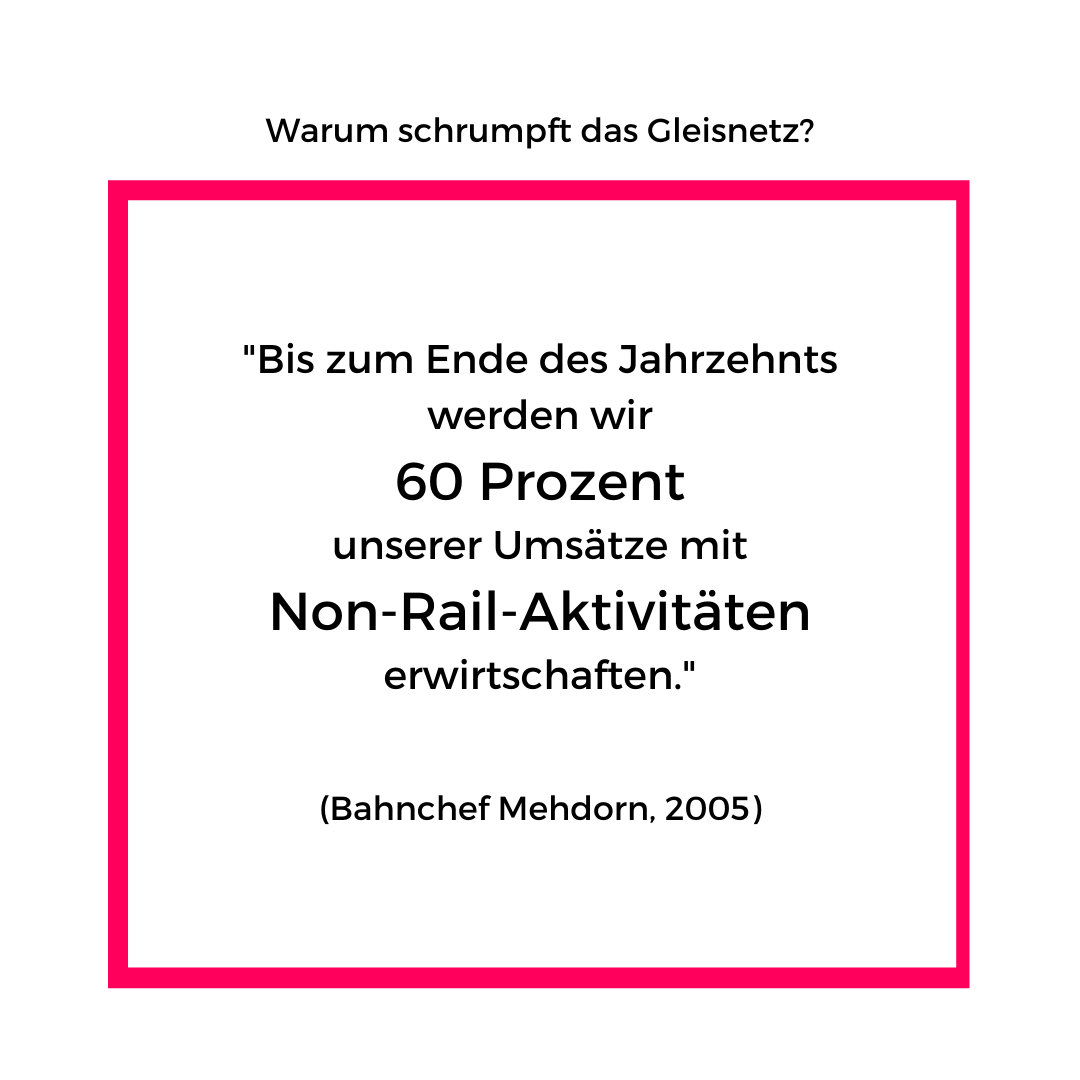 Warum schrumpft das Gleisnetz?
"Bis zum Ende des Jahrzehnts
werden wir
60 Prozent
unserer Umsätze mit
Non-Rail-Aktivitäten
erwirtschaften."
(Bahnchef Mehdorn, 2005)